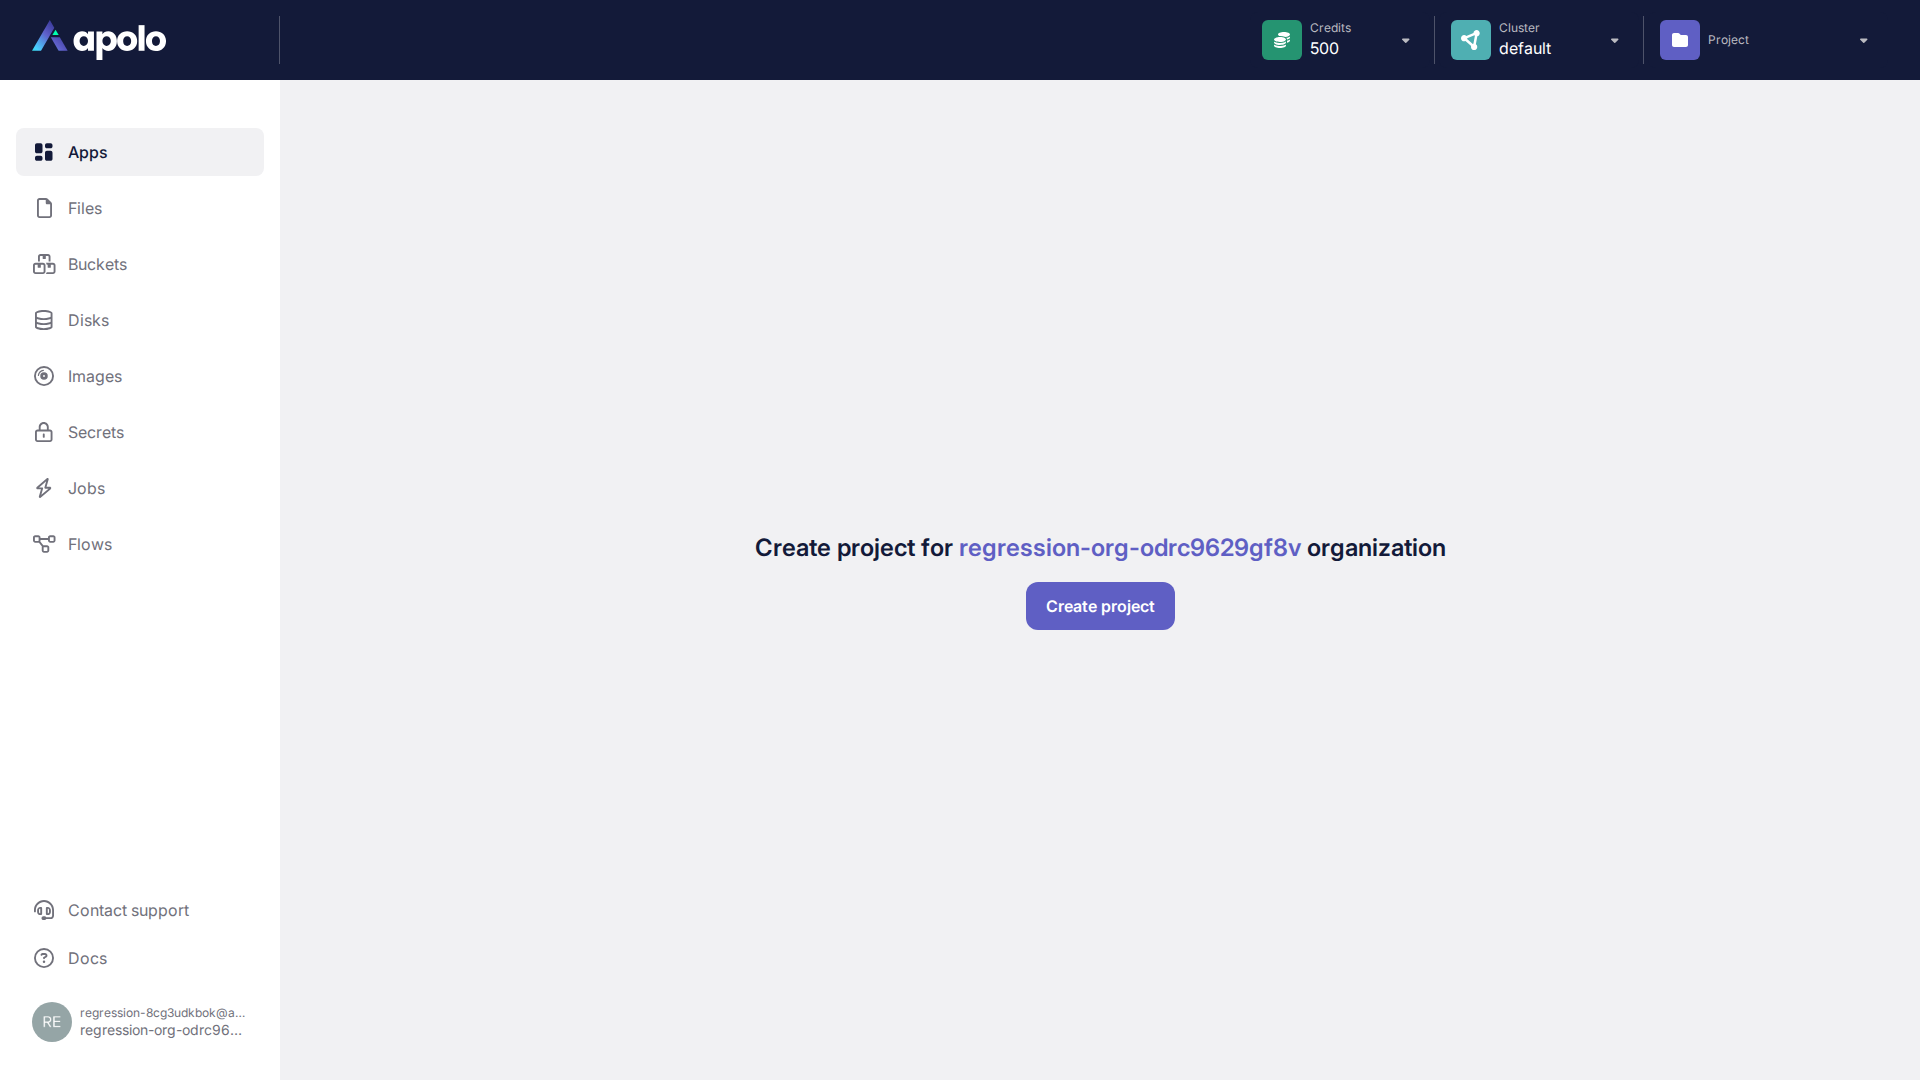 apolo
Credits
500
Cluster
default
Project
Apps
Files
Buckets
Disks
Images
Secrets
Jobs
Flows
Create project for regression-org-odrc9629gf8v organization
Create project
Contact support
Docs
RE
regression-8cg3udkbok@a...
regression-org-odrc96...